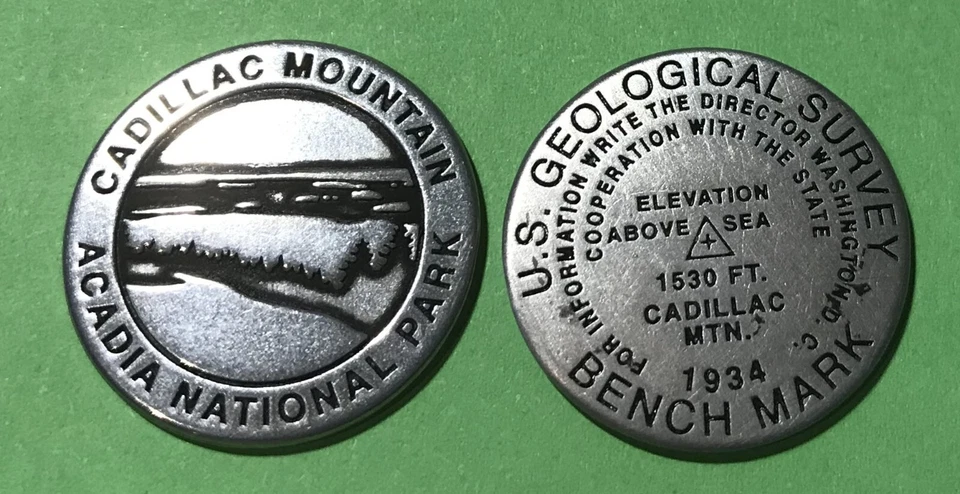 CADILLAC MOUNTAIN
ACADIA NATIONAL PARK
U.S. GEOLOGICAL SURVEY
FOR INFORMATION WRITE THE DIRECTOR WASHINGTON, D. C.
COOPERATION WITH THE STATE
ELEVATION
ABOVE SEA
1530 FT.
CADILLAC
MTN.
1934
BENCH MARK